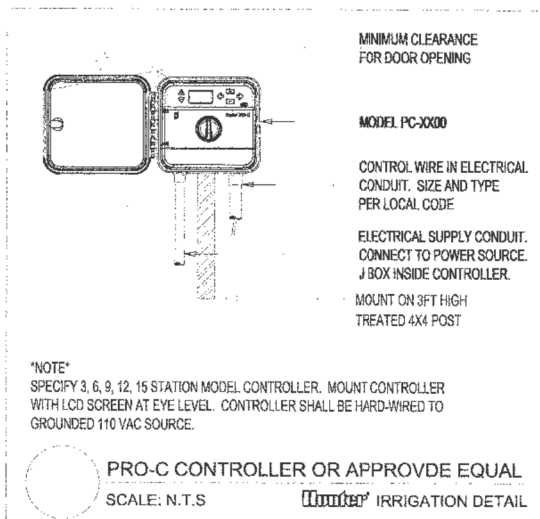 MINIMUM CLEARANCE
FOR DOOR OPENING
MODEL PC-XX00
CONTROL WIRE IN ELECTRICAL
CONDUIT. SIZE AND TYPE
PER LOCAL CODE
ELECTRICAL SUPPLY CONDUIT.
CONNECT TO POWER SOURCE.
J BOX INSIDE CONTROLLER.
MOUNT ON 3FT HIGH
TREATED 4X4 POST
*NOTE*
SPECIFY 3, 6, 9, 12, 15 STATION MODEL CONTROLLER. MOUNT CONTROLLER
WITH LCD SCREEN AT EYE LEVEL. CONTROLLER SHALL BE HARD-WIRED TO
GROUNDED 110 VAC SOURCE.
PRO-C CONTROLLER OR APPROVDE EQUAL
SCALE: N.T.S
Hunter IRRIGATION DETAIL